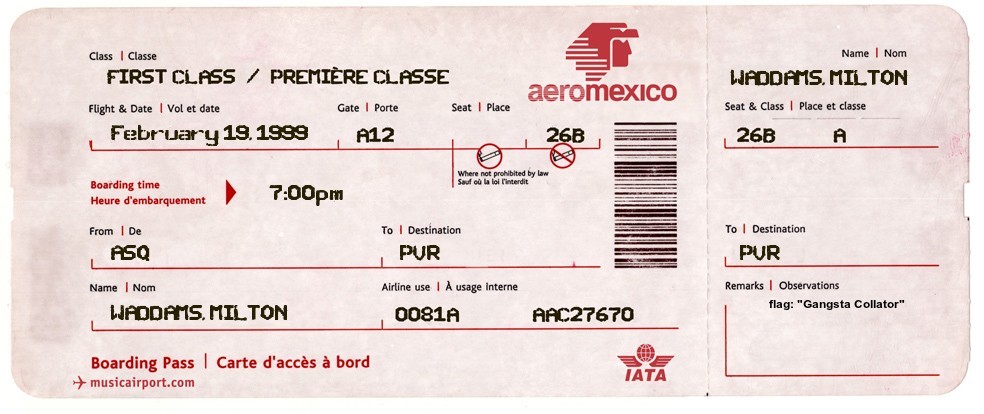 Class | Classe
FIRST CLASS / PREMIÈRE CLASSE
aeromexico
Flight & Date | Vol et date
Gate | Porte
Seat | Place
February 19, 1999
A12
26B
Where not prohibited by law
Sauf où la loi l'interdit
Boarding time
Heure d'embarquement
7:00pm
From | De
To | Destination
ASQ
PVR
Name | Nom
Airline use | À usage interne
WADDAMS, MILTON
0081A
AAC27670
Boarding Pass | Carte d'accès à bord
musicairport.com
IATA
Name | Nom
WADDAMS, MILTON
Seat & Class | Place et classe
26B
A
To | Destination
PVR
Remarks | Observations
flag: "Gangsta Collator"